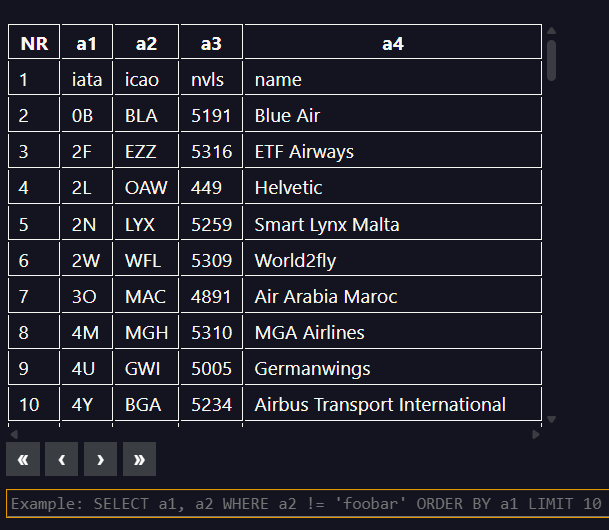 NR a1 a2 a3 a4
1 iata icao nvls name
2 0B BLA 5191 Blue Air
3 2F EZZ 5316 ETF Airways
4 2L OAW 449 Helvetic
5 2N LYX 5259 Smart Lynx Malta
6 2W WFL 5309 World2fly
7 3O MAC 4891 Air Arabia Maroc
8 4M MGH 5310 MGA Airlines
9 4U GWI 5005 Germanwings
10 4Y BGA 5234 Airbus Transport International
« ‹ › »
Example: SELECT a1, a2 WHERE a2 != 'foobar' ORDER BY a1 LIMIT 10